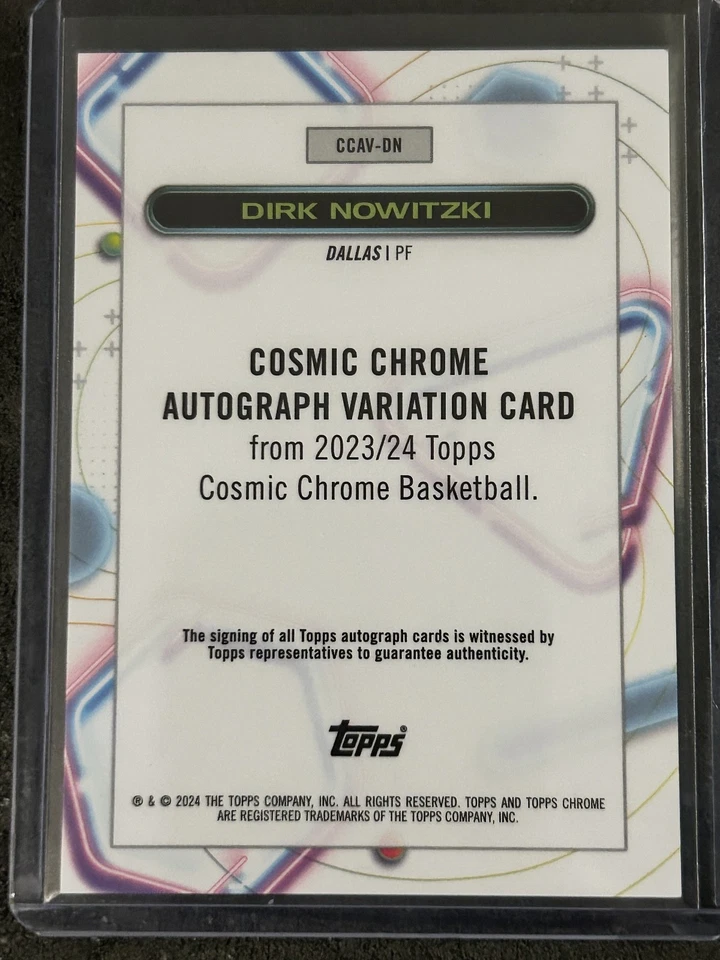 CCAV-DN
DIRK NOWITZKI
DALLAS | PF
COSMIC CHROME
AUTOGRAPH VARIATION CARD
from 2023/24 Topps
Cosmic Chrome Basketball.
The signing of all Topps autograph cards is witnessed by
Topps representatives to guarantee authenticity.
Topps®
® & © 2024 THE TOPPS COMPANY, INC. ALL RIGHTS RESERVED. TOPPS AND TOPPS CHROME
ARE REGISTERED TRADEMARKS OF THE TOPPS COMPANY, INC.